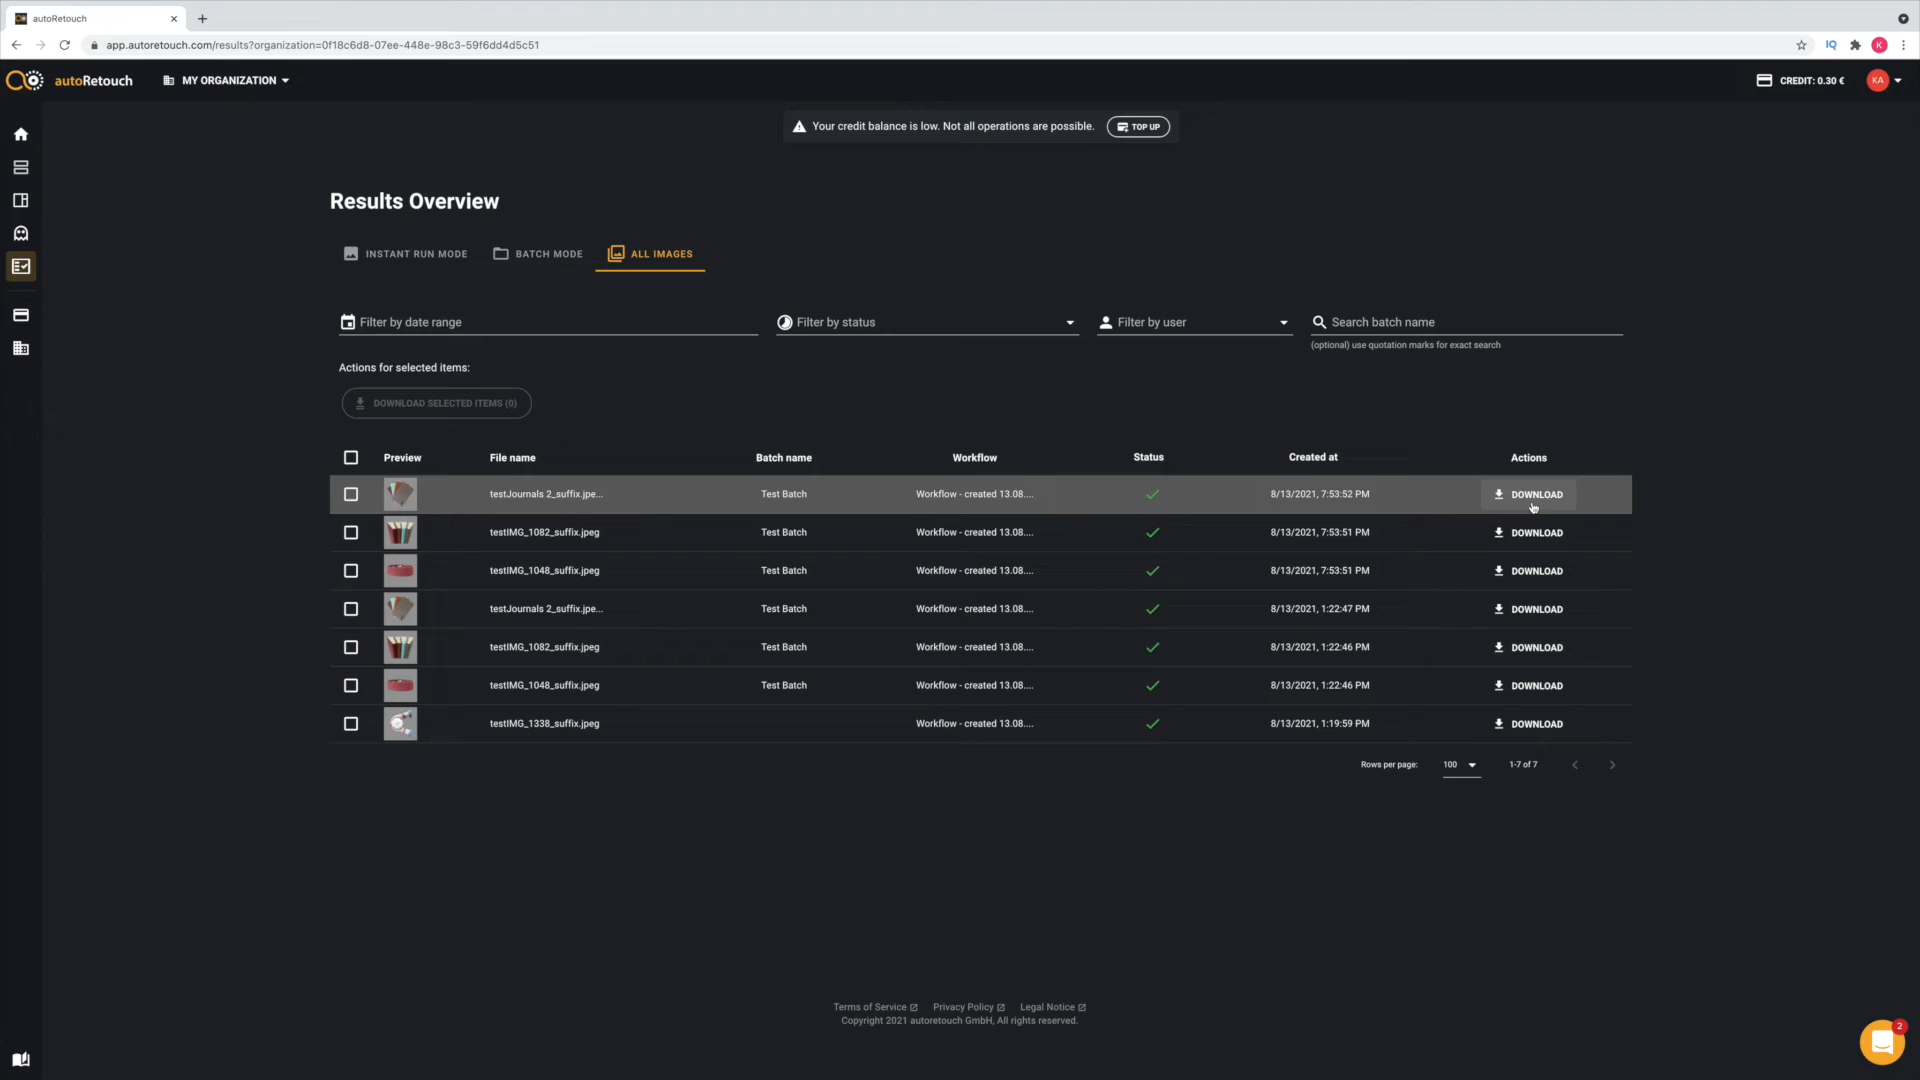 autoRetouch
app.autoretouch.com/results?organization=0f18c6d8-07ee-448e-98c3-59f6dd4d5c51
IQ
K
autoRetouch
MY ORGANIZATION
CREDIT: 0.30 €
KA
Your credit balance is low. Not all operations are possible.
TOP UP
Results Overview
INSTANT RUN MODE
BATCH MODE
ALL IMAGES
Filter by date range
Filter by status
Filter by user
Search batch name
(optional) use quotation marks for exact search
Actions for selected items:
DOWNLOAD SELECTED ITEMS (0)
Preview File name Batch name Workflow Status Created at Actions
testJournals 2_suffix.jpe... Test Batch Workflow - created 13.08.... 8/13/2021, 7:53:52 PM DOWNLOAD
testIMG_1082_suffix.jpeg Test Batch Workflow - created 13.08.... 8/13/2021, 7:53:51 PM DOWNLOAD
testIMG_1048_suffix.jpeg Test Batch Workflow - created 13.08.... 8/13/2021, 7:53:51 PM DOWNLOAD
testJournals 2_suffix.jpe... Test Batch Workflow - created 13.08.... 8/13/2021, 1:22:47 PM DOWNLOAD
testIMG_1082_suffix.jpeg Test Batch Workflow - created 13.08.... 8/13/2021, 1:22:46 PM DOWNLOAD
testIMG_1048_suffix.jpeg Test Batch Workflow - created 13.08.... 8/13/2021, 1:22:46 PM DOWNLOAD
testIMG_1338_suffix.jpeg Workflow - created 13.08.... 8/13/2021, 1:19:59 PM DOWNLOAD
Rows per page: 100 1-7 of 7
Terms of Service Privacy Policy Legal Notice
Copyright 2021 autoretouch GmbH, All rights reserved.
2